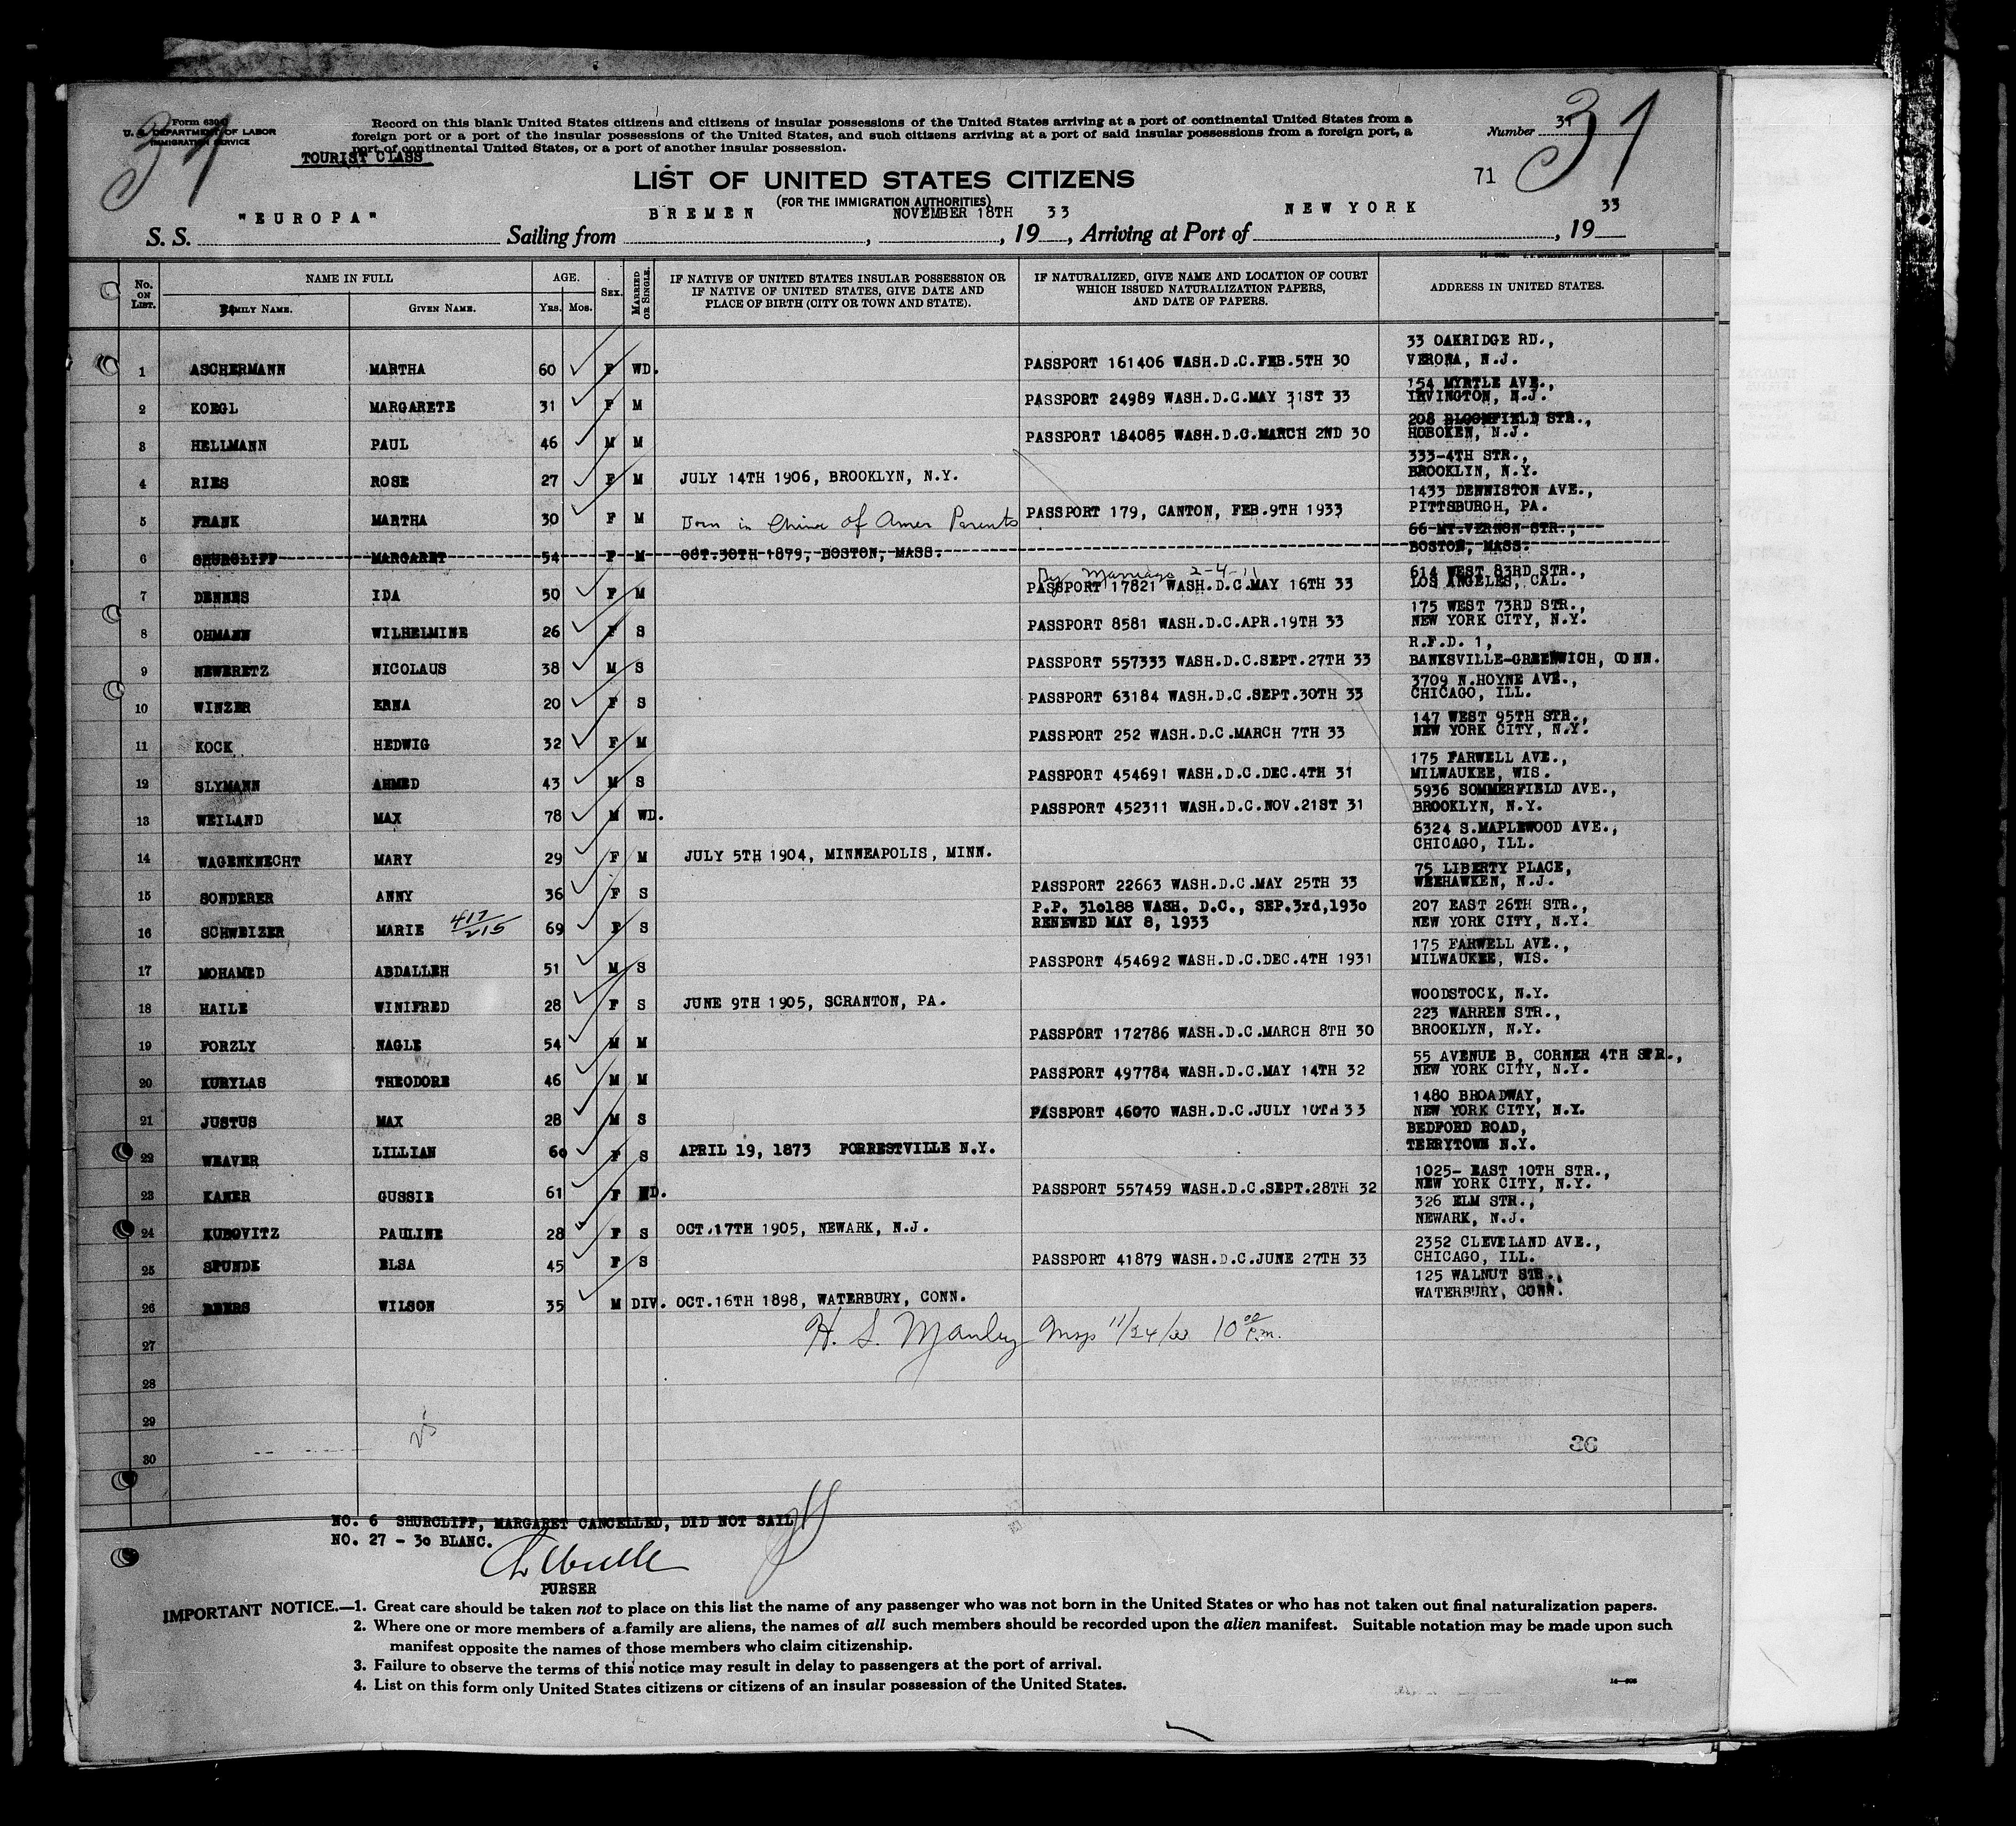 Form 630
U. S. DEPARTMENT OF LABOR
IMMIGRATION SERVICE
Record on this blank United States citizens and citizens of insular possessions of the United States arriving at a port of continental United States from a
foreign port or a port of the insular possessions of the United States, and such citizens arriving at a port of said insular possessions from a foreign port, a
port of continental United States, or a port of another insular possession.
Number 31
31
TOURIST CLASS
LIST OF UNITED STATES CITIZENS
71
(FOR THE IMMIGRATION AUTHORITIES)
S. S. "EUROPA" Sailing from BREMEN, NOVEMBER 18TH, 1933, Arriving at Port of NEW YORK, 1933
No. ON LIST. NAME IN FULL AGE. SEX. MARRIED OR SINGLE. IF NATIVE OF UNITED STATES INSULAR POSSESSION OR IF NATIVE OF UNITED STATES, GIVE DATE AND PLACE OF BIRTH (CITY OR TOWN AND STATE). IF NATURALIZED, GIVE NAME AND LOCATION OF COURT WHICH ISSUED NATURALIZATION PAPERS, AND DATE OF PAPERS. ADDRESS IN UNITED STATES.
FAMILY NAME. GIVEN NAME. YRS. MOS.
1 ASCHERMANN MARTHA 60 F WD. PASSPORT 161406 WASH.D.C.FEB.5TH 30 33 OAKRIDGE RD., VERONA, N.J.
2 KOEGL MARGARETE 31 F M PASSPORT 24989 WASH.D.C.MAY 31ST 33 154 MYRTLE AVE., IRVINGTON, N.J.
3 HELLMANN PAUL 46 M M PASSPORT 184085 WASH.D.C.MARCH 2ND 30 208 BLOOMFIELD STR., HOBOKEN, N.J.
4 RIES ROSE 27 F M JULY 14TH 1906, BROOKLYN, N.Y. 333-4TH STR., BROOKLYN, N.Y.
5 FRANK MARTHA 30 F M Born in China of Amer Parents PASSPORT 179, CANTON, FEB.9TH 1933 1433 DENNISTON AVE., PITTSBURGH, PA.
6 SHURCLIFF MARGARET 54 F M OCT.30TH 1879, BOSTON, MASS. 66 MT.VERNON STR., BOSTON, MASS.
By Marriage 2-4-11
7 DENNES IDA 50 F M PASSPORT 17821 WASH.D.C.MAY 16TH 33 614 WEST 83RD STR., LOS ANGELES, CAL.
8 OHMANN WILHELMINE 26 F S PASSPORT 8581 WASH.D.C.APR.19TH 33 175 WEST 73RD STR., NEW YORK CITY, N.Y.
9 NEWERETZ NICOLAUS 38 M S PASSPORT 557333 WASH.D.C.SEPT.27TH 33 R.F.D. 1, BANKSVILLE-GREENWICH, CONN.
10 WINZER ERNA 20 F S PASSPORT 63184 WASH.D.C.SEPT.30TH 33 3709 N.HOYNE AVE., CHICAGO, ILL.
11 KOCK HEDWIG 32 F M PASSPORT 252 WASH.D.C.MARCH 7TH 33 147 WEST 95TH STR., NEW YORK CITY, N.Y.
12 SLYMANN AHMED 43 M S PASSPORT 454691 WASH.D.C.DEC.4TH 31 175 FARWELL AVE., MILWAUKEE, WIS.
13 WEILAND MAX 78 M WD. PASSPORT 452311 WASH.D.C.NOV.21ST 31 5936 SOMMERFIELD AVE., BROOKLYN, N.Y.
14 WAGENKNECHT MARY 29 F M JULY 5TH 1904, MINNEAPOLIS, MINN. 6324 S.MAPLEWOOD AVE., CHICAGO, ILL.
15 SONDERER ANNY 36 F S PASSPORT 22663 WASH.D.C.MAY 25TH 33 75 LIBERTY PLACE, WEEHAWKEN, N.J.
16 SCHWEIZER MARIE 417/215 69 F S P.P. 310188 WASH. D.C., SEP.3rd,1930 RENEWED MAY 8, 1933 207 EAST 26TH STR., NEW YORK CITY, N.Y.
17 MOHAMED ABDALLEH 51 M S PASSPORT 454692 WASH.D.C.DEC.4TH 1931 175 FARWELL AVE., MILWAUKEE, WIS.
18 HAILE WINIFRED 28 F S JUNE 9TH 1905, SCRANTON, PA. WOODSTOCK, N.Y.
19 FORZLY NAGLE 54 M M PASSPORT 172786 WASH.D.C.MARCH 8TH 30 223 WARREN STR., BROOKLYN, N.Y.
20 KURYLAS THEODORE 46 M M PASSPORT 497784 WASH.D.C.MAY 14TH 32 55 AVENUE B, CORNER 4TH STR., NEW YORK CITY, N.Y.
21 JUSTUS MAX 28 M S PASSPORT 46070 WASH.D.C.JULY 10TH 33 1480 BROADWAY, NEW YORK CITY, N.Y.
22 WEAVER LILLIAN 60 F S APRIL 19, 1873 FORRESTVILLE N.Y. BEDFORD ROAD, TERRYTOWN N.Y.
23 KANER GUSSIE 61 F WD. PASSPORT 557459 WASH.D.C.SEPT.28TH 32 1025- EAST 10TH STR., NEW YORK CITY, N.Y.
24 KUBOVITZ PAULINE 28 F S OCT.17TH 1905, NEWARK, N.J. 326 ELM STR., NEWARK, N.J.
25 SPUNDE ELSA 45 F S PASSPORT 41879 WASH.D.C.JUNE 27TH 33 2352 CLEVELAND AVE., CHICAGO, ILL.
26 BEERS WILSON 35 M DIV. OCT.16TH 1898, WATERBURY, CONN. 125 WALNUT STR., WATERBURY, CONN.
27 H. S. Manley Insp 11/24/33 10 00 P.m.
28
29
30
25
36
NO. 6 SHURCLIFF, MARGARET CANCELLED, DID NOT SAIL
NO. 27 - 30 BLANC.
PURSER
IMPORTANT NOTICE.—1. Great care should be taken not to place on this list the name of any passenger who was not born in the United States or who has not taken out final naturalization papers.
2. Where one or more members of a family are aliens, the names of all such members should be recorded upon the alien manifest. Suitable notation may be made upon such
manifest opposite the names of those members who claim citizenship.
3. Failure to observe the terms of this notice may result in delay to passengers at the port of arrival.
4. List on this form only United States citizens or citizens of an insular possession of the United States.